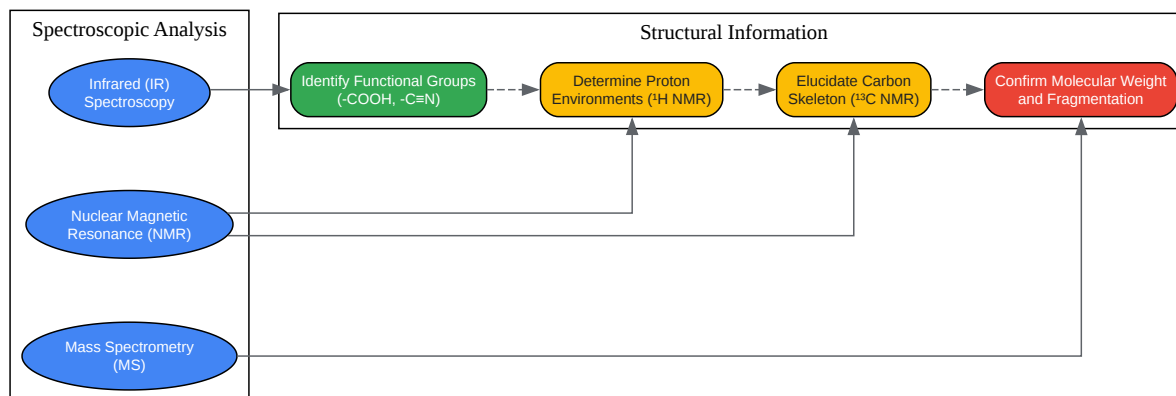 Spectroscopic Analysis
Structural Information
Infrared (IR)
Spectroscopy
Identify Functional Groups
(-COOH, -C≡N)
Determine Proton
Environments (¹H NMR)
Elucidate Carbon
Skeleton (¹³C NMR)
Confirm Molecular Weight
and Fragmentation
Nuclear Magnetic
Resonance (NMR)
Mass Spectrometry
(MS)